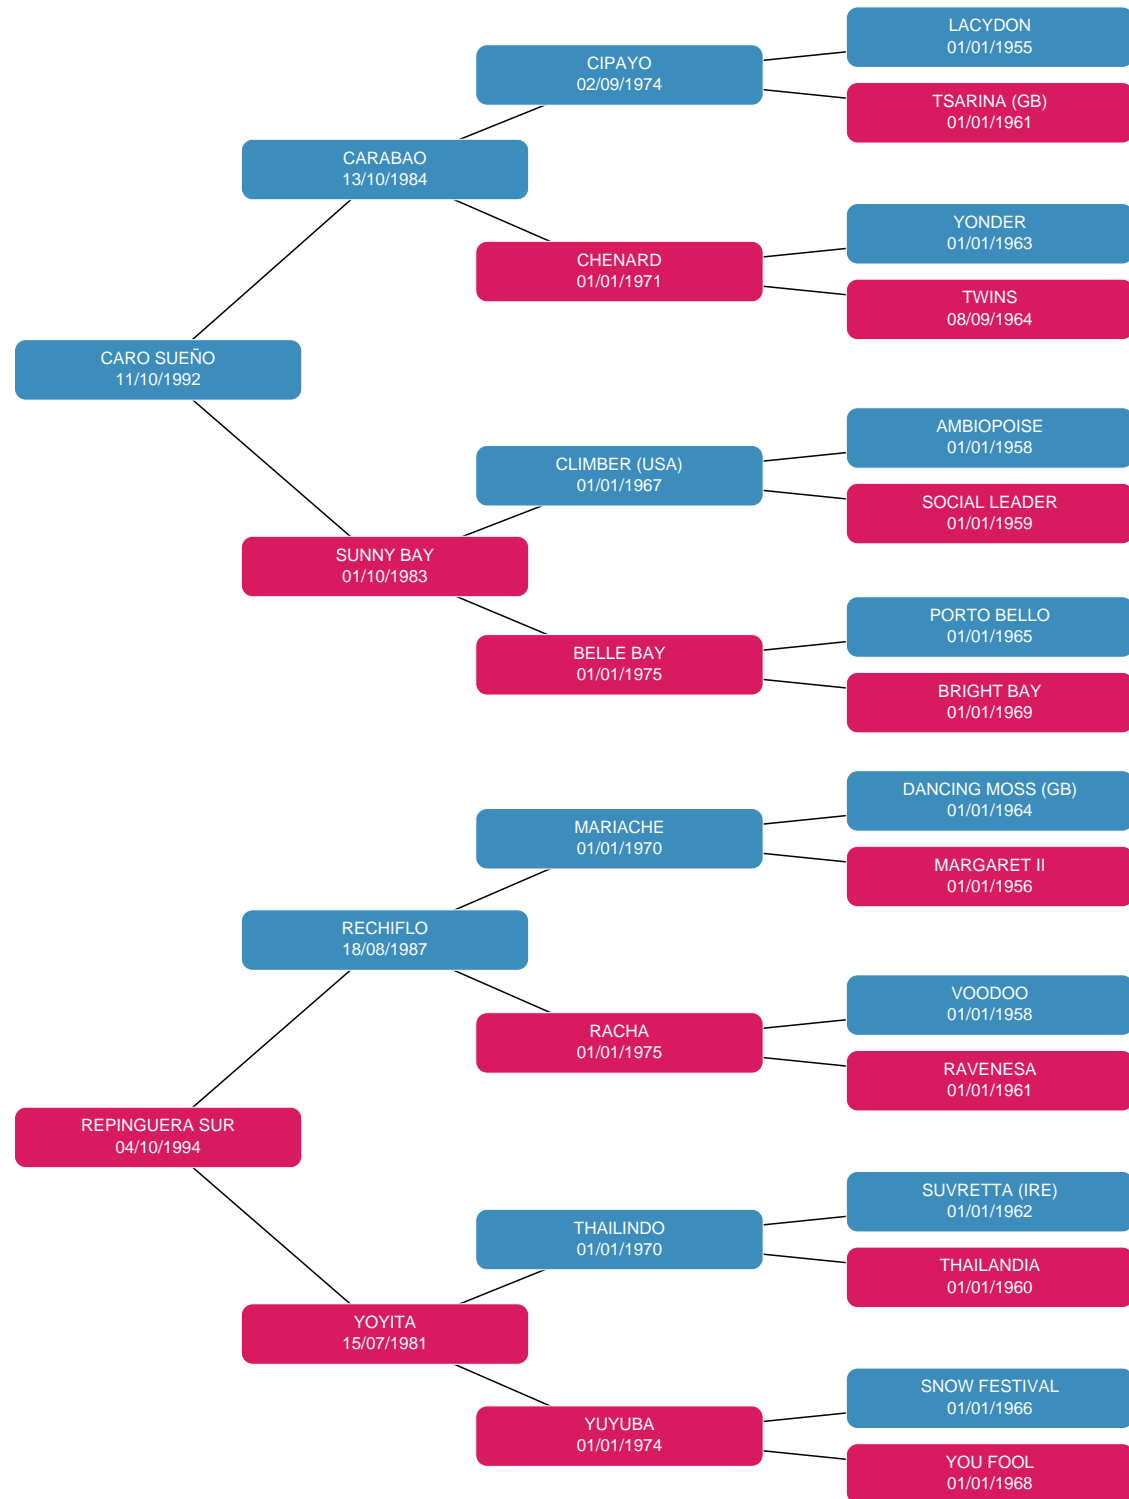 LACYDON
01/01/1955
CIPAYO
02/09/1974
TSARINA (GB)
01/01/1961
CARABAO
13/10/1984
YONDER
01/01/1963
CHENARD
01/01/1971
TWINS
08/09/1964
CARO SUEÑO
11/10/1992
AMBIOPOISE
01/01/1958
CLIMBER (USA)
01/01/1967
SOCIAL LEADER
01/01/1959
SUNNY BAY
01/10/1983
PORTO BELLO
01/01/1965
BELLE BAY
01/01/1975
BRIGHT BAY
01/01/1969
DANCING MOSS (GB)
01/01/1964
MARIACHE
01/01/1970
MARGARET II
01/01/1956
RECHIFLO
18/08/1987
VOODOO
01/01/1958
RACHA
01/01/1975
RAVENESA
01/01/1961
REPINGUERA SUR
04/10/1994
SUVRETTA (IRE)
01/01/1962
THAILINDO
01/01/1970
THAILANDIA
01/01/1960
YOYITA
15/07/1981
SNOW FESTIVAL
01/01/1966
YUYUBA
01/01/1974
YOU FOOL
01/01/1968